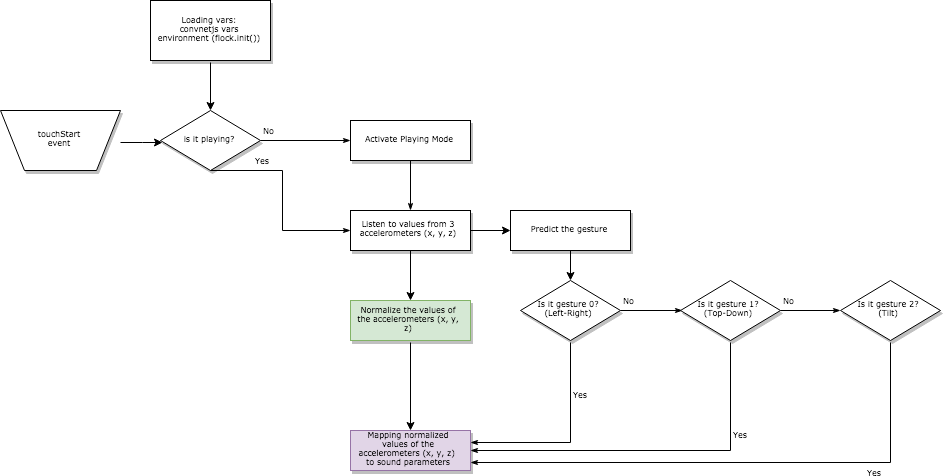 Loading vars:
convnetjs vars
environment (flock.init())
touchStart
event
is it playing?
No
Yes
Activate Playing Mode
Listen to values from 3
accelerometers (x, y, z)
Predict the gesture
Normalize the values of
the accelerometers (x, y,
z)
Is it gesture 0?
(Left-Right)
No
Is it gesture 1?
(Top-Down)
No
Is it gesture 2?
(Tilt)
Yes
Yes
Yes
Mapping normalized
values of the
accelerometers (x, y, z)
to sound parameters